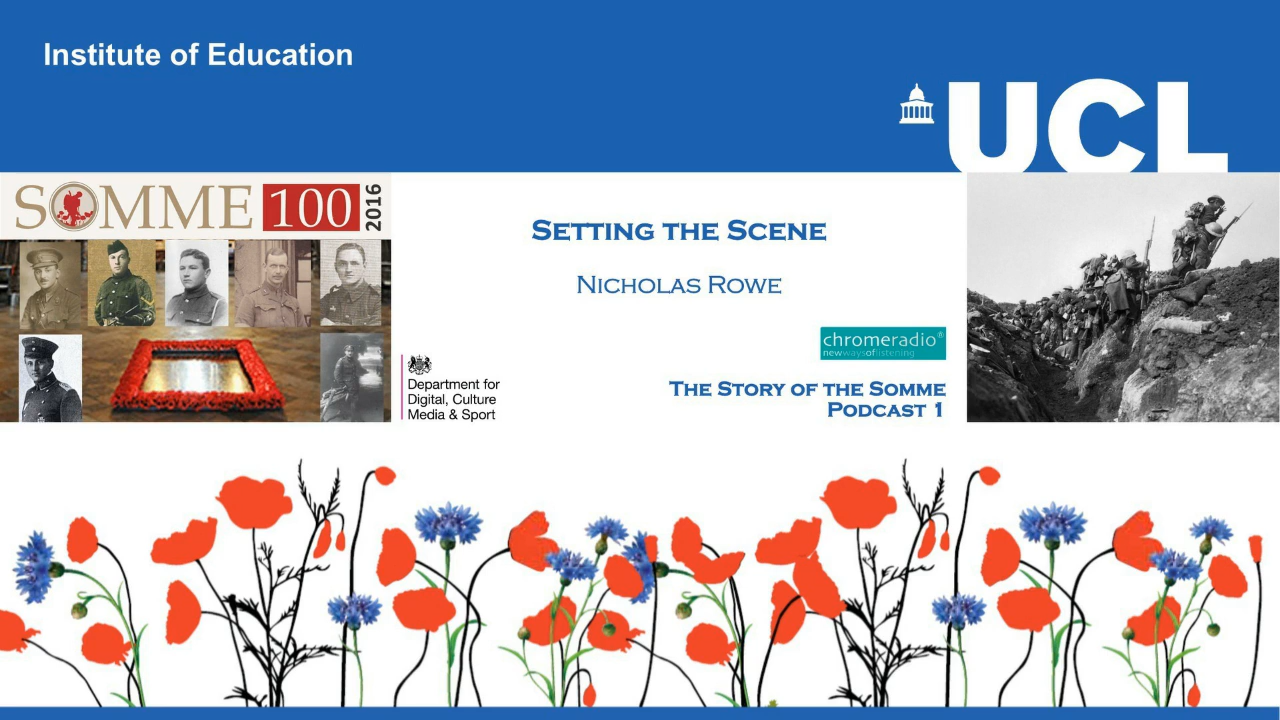 Institute of Education
UCL
SOMME 100 2016
SETTING THE SCENE
NICHOLAS ROWE
chromeradio®
newwaysoflistening
Department for
Digital, Culture
Media & Sport
THE STORY OF THE SOMME
PODCAST 1